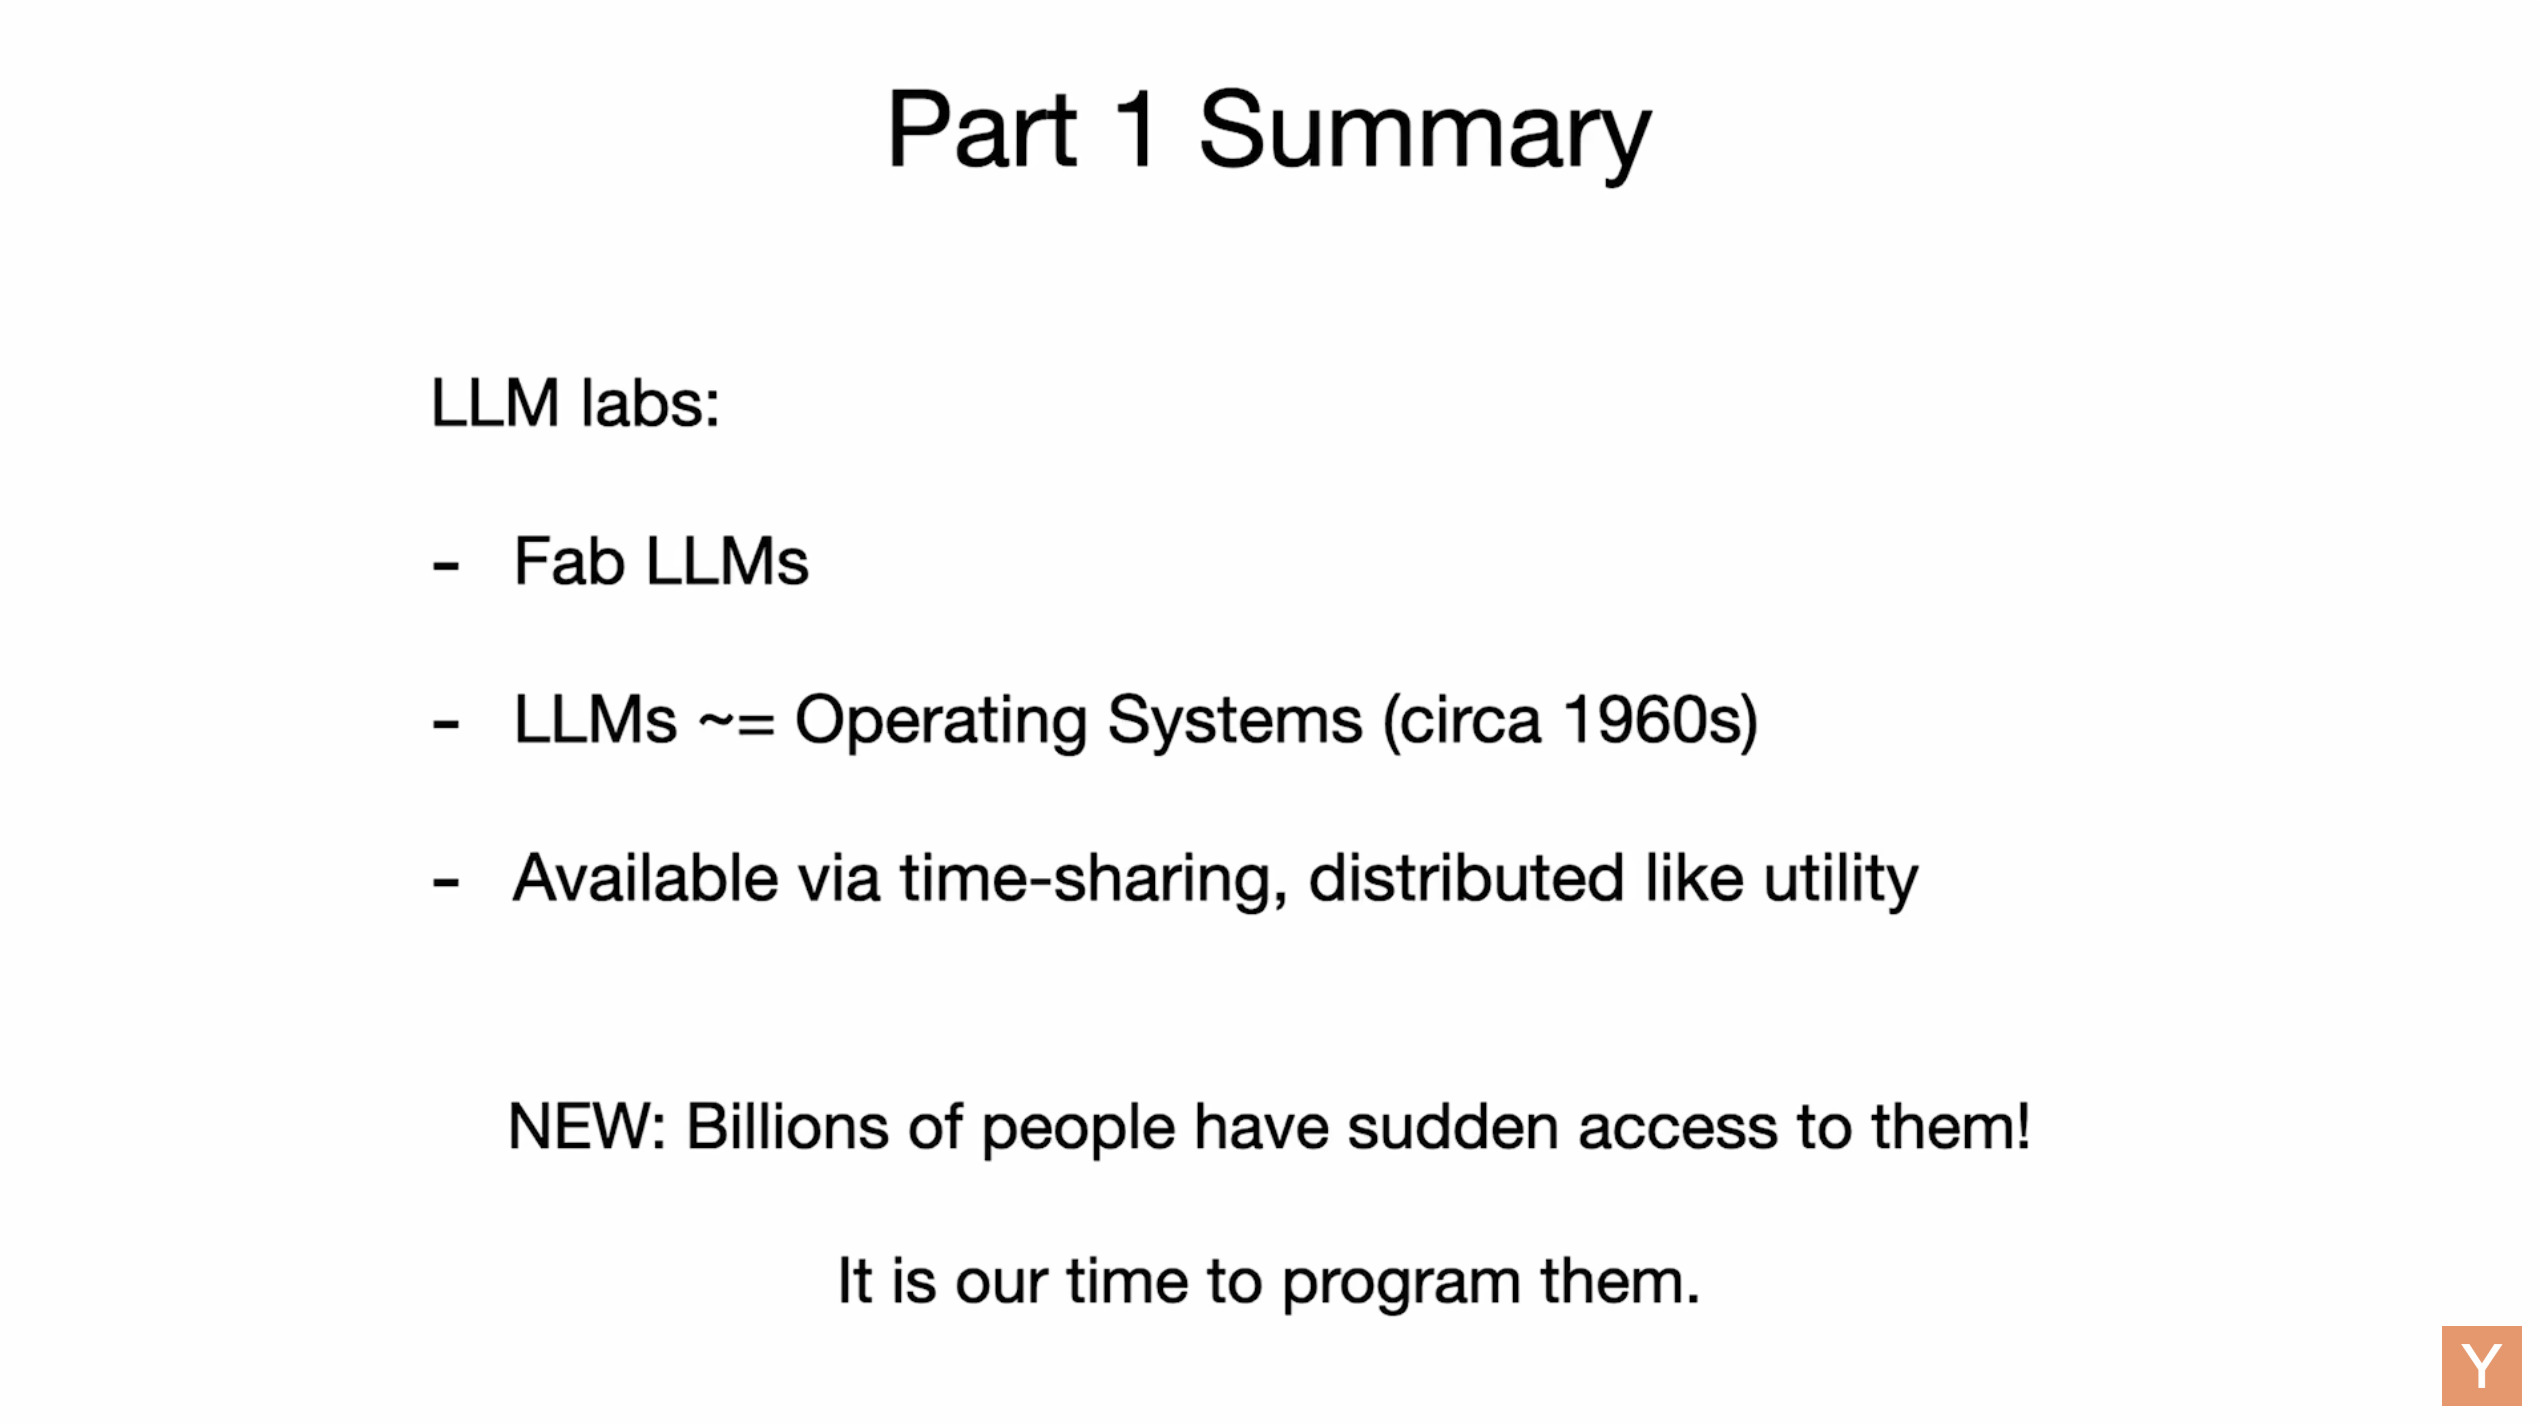 Part 1 Summary
LLM labs:
- Fab LLMs
- LLMs ~= Operating Systems (circa 1960s)
- Available via time-sharing, distributed like utility
NEW: Billions of people have sudden access to them!
It is our time to program them.
Y